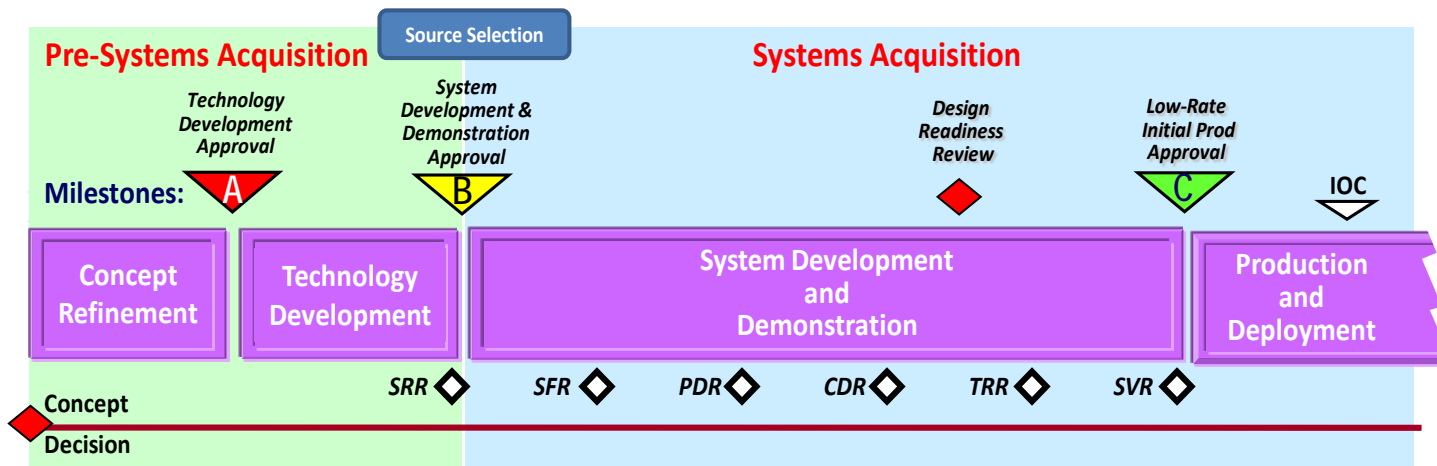 Source Selection
Pre-Systems Acquisition
Systems Acquisition
Technology
Development
Approval
System
Development &
Demonstration
Approval
Design
Readiness
Review
Low-Rate
Initial Prod
Approval
Milestones:
A
B
C
IOC
Concept
Refinement
Technology
Development
System Development
and
Demonstration
Production
and
Deployment
SRR
SFR
PDR
CDR
TRR
SVR
Concept
Decision